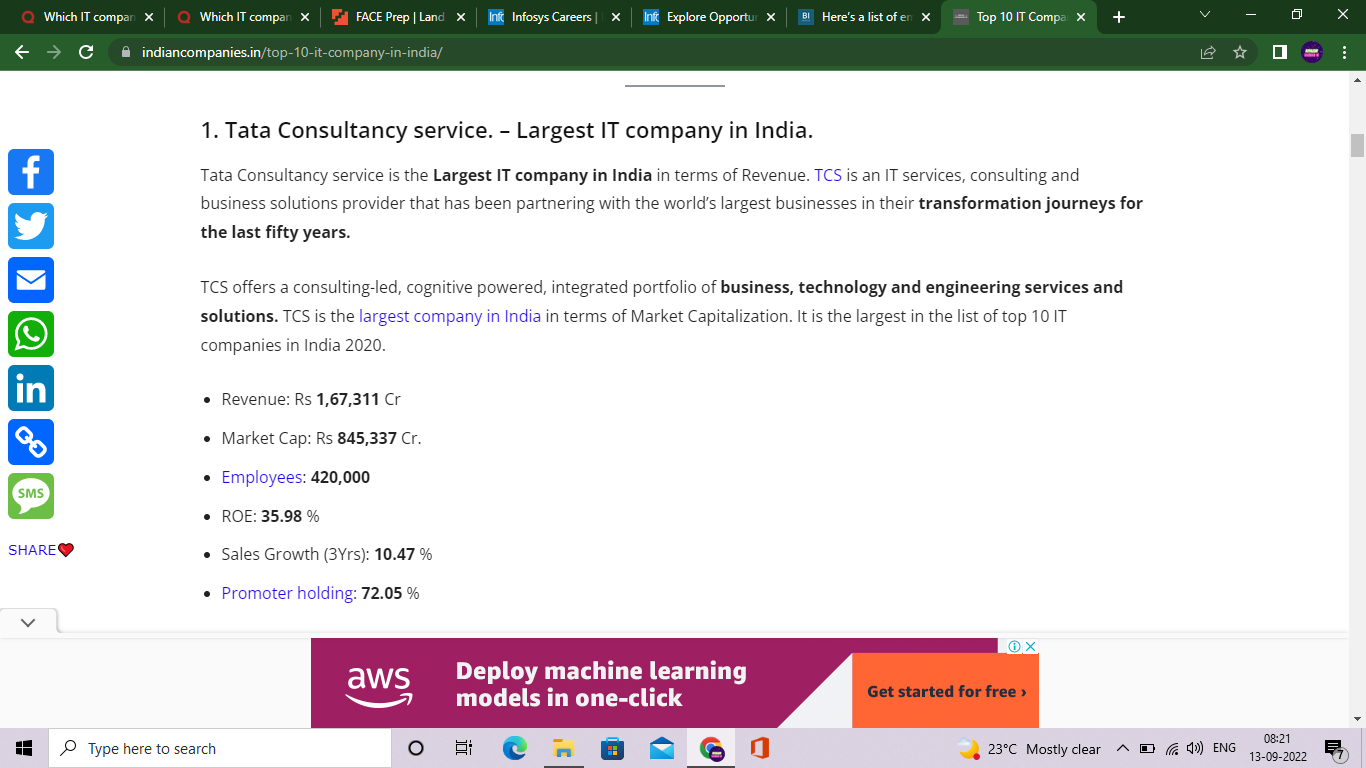 Which IT compan
Which IT compan
FACE Prep | Land
Infosys Careers |
Explore Opportu
Here's a list of en
Top 10 IT Compa
indiancompanies.in/top-10-it-company-in-india/
1. Tata Consultancy service. – Largest IT company in India.
Tata Consultancy service is the Largest IT company in India in terms of Revenue. TCS is an IT services, consulting and
business solutions provider that has been partnering with the world's largest businesses in their transformation journeys for
the last fifty years.
TCS offers a consulting-led, cognitive powered, integrated portfolio of business, technology and engineering services and
solutions. TCS is the largest company in India in terms of Market Capitalization. It is the largest in the list of top 10 IT
companies in India 2020.
• Revenue: Rs 1,67,311 Cr
• Market Cap: Rs 845,337 Cr.
• Employees: 420,000
• ROE: 35.98 %
• Sales Growth (3Yrs): 10.47 %
• Promoter holding: 72.05 %
SMS
SHARE
aws
Deploy machine learning
models in one-click
Get started for free ›
Type here to search
23°C Mostly clear
ENG
08:21
13-09-2022
7